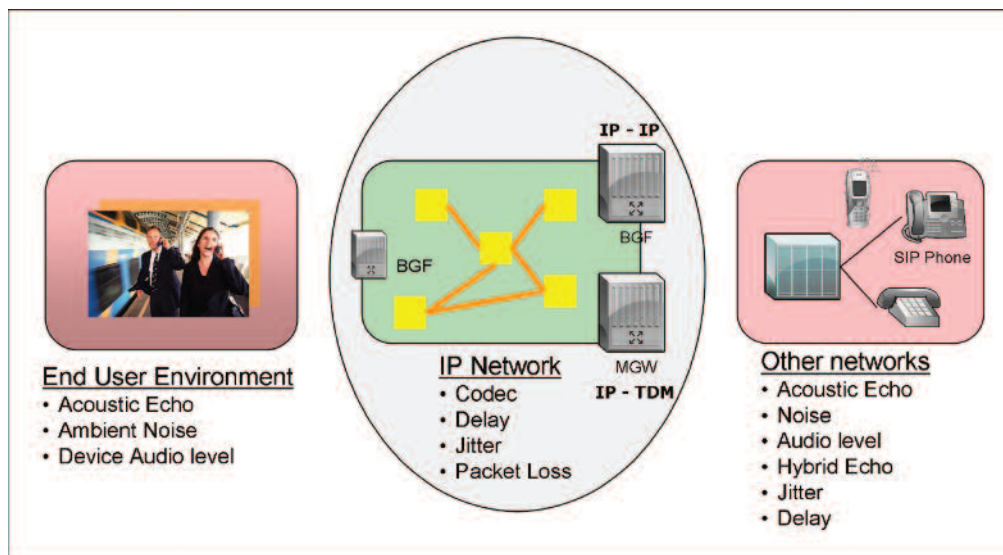 IP - IP
BGF
BGF
MGW
IP - TDM
SIP Phone
End User Environment
• Acoustic Echo
• Ambient Noise
• Device Audio level
IP Network
• Codec
• Delay
• Jitter
• Packet Loss
Other networks
• Acoustic Echo
• Noise
• Audio level
• Hybrid Echo
• Jitter
• Delay